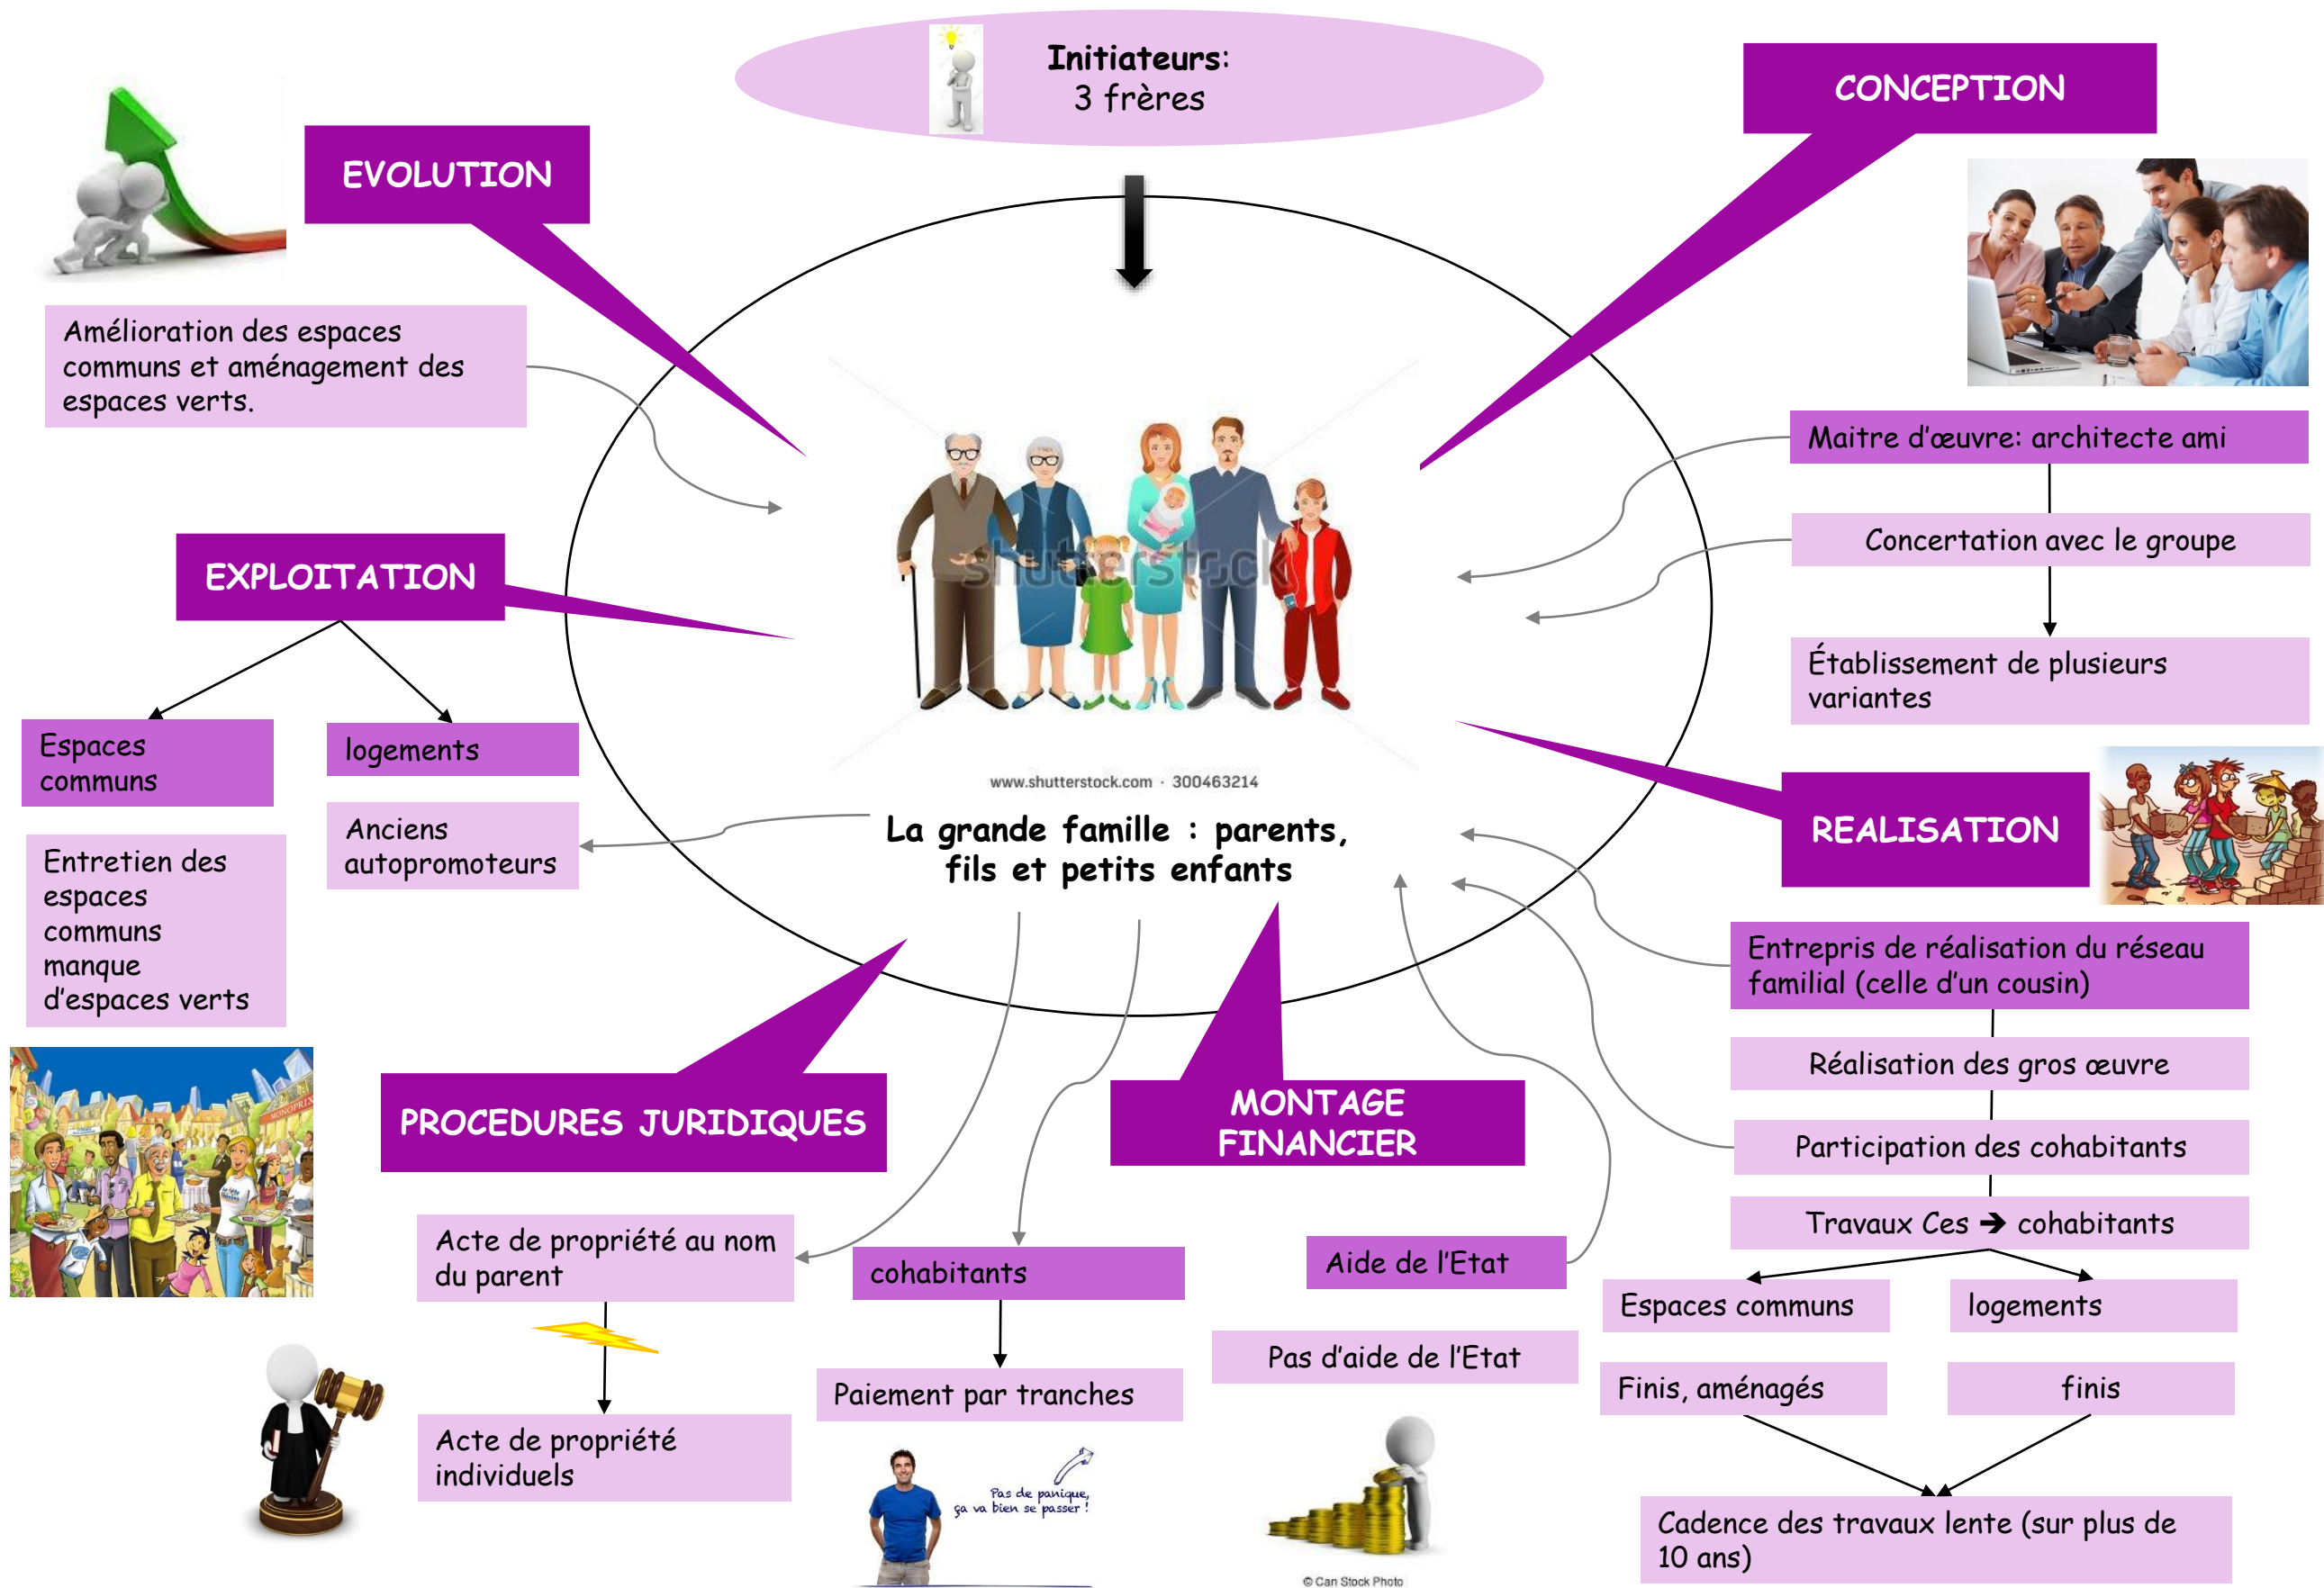 Initiateurs:
3 frères
CONCEPTION
EVOLUTION
Amélioration des espaces
communs et aménagement des
espaces verts.
Maitre d'œuvre: architecte ami
Concertation avec le groupe
Établissement de plusieurs
variantes
EXPLOITATION
Espaces
communs
logements
Anciens
autopromoteurs
Entretien des
espaces
communs
manque
d'espaces verts
shutterstock
www.shutterstock.com · 300463214
La grande famille : parents,
fils et petits enfants
REALISATION
Entrepris de réalisation du réseau
familial (celle d'un cousin)
Réalisation des gros œuvre
Participation des cohabitants
Travaux Ces ➔ cohabitants
Espaces communs
logements
Finis, aménagés
finis
Cadence des travaux lente (sur plus de
10 ans)
MONOPRIX
PROCEDURES JURIDIQUES
Acte de propriété au nom
du parent
Acte de propriété
individuels
MONTAGE
FINANCIER
cohabitants
Paiement par tranches
Aide de l'Etat
Pas d'aide de l'Etat
Pas de panique,
ça va bien se passer !
© Can Stock Photo